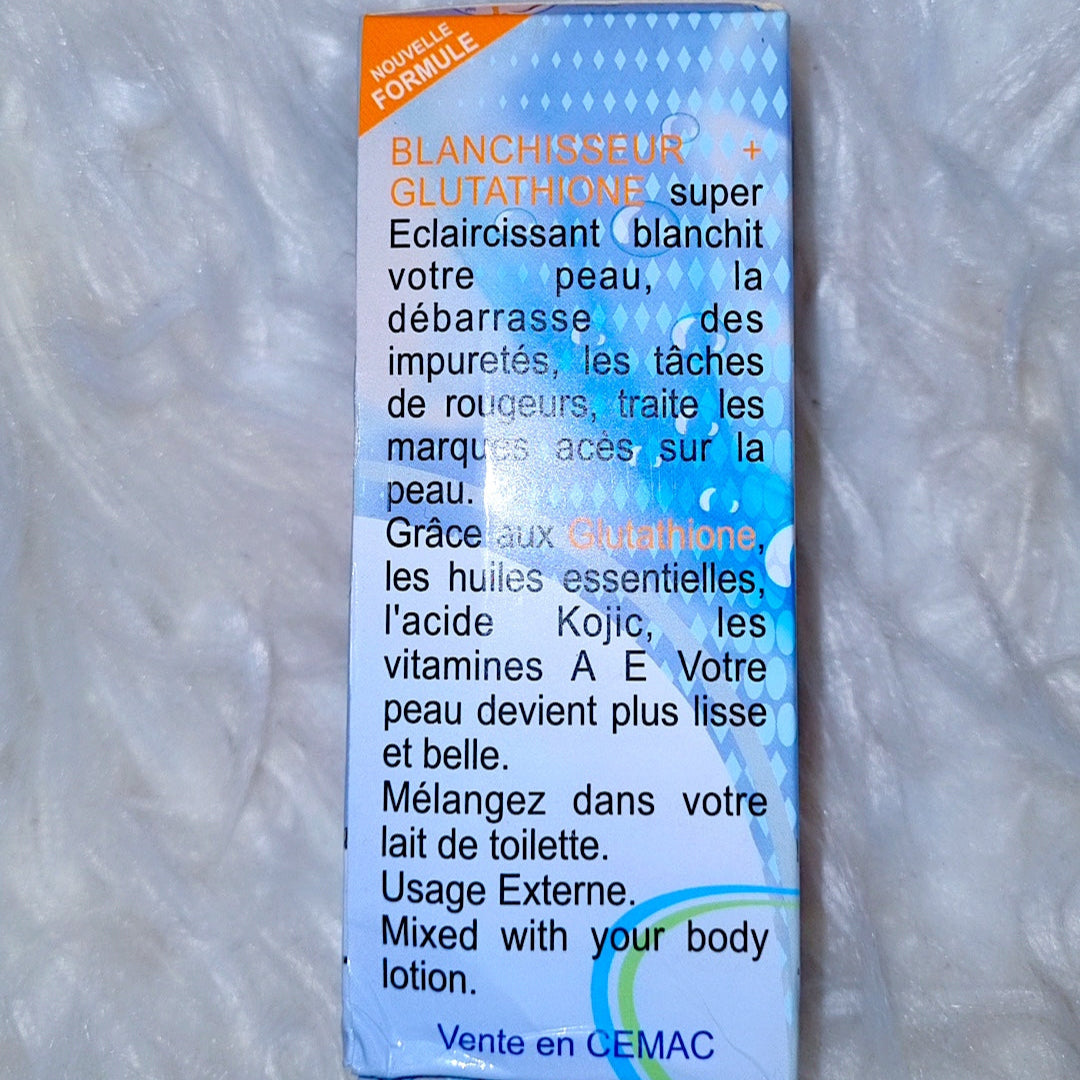 NOUVELLE
FORMULE
BLANCHISSEUR +
GLUTATHIONE super
Eclaircissant blanchit
votre peau, la
débarrasse des
impuretés, les tâches
de rougeurs, traite les
marques acès sur la
peau.
Grâce aux Glutathione,
les huiles essentielles,
l'acide Kojic, les
vitamines A E Votre
peau devient plus lisse
et belle.
Mélangez dans votre
lait de toilette.
Usage Externe.
Mixed with your body
lotion.
Vente en CEMAC